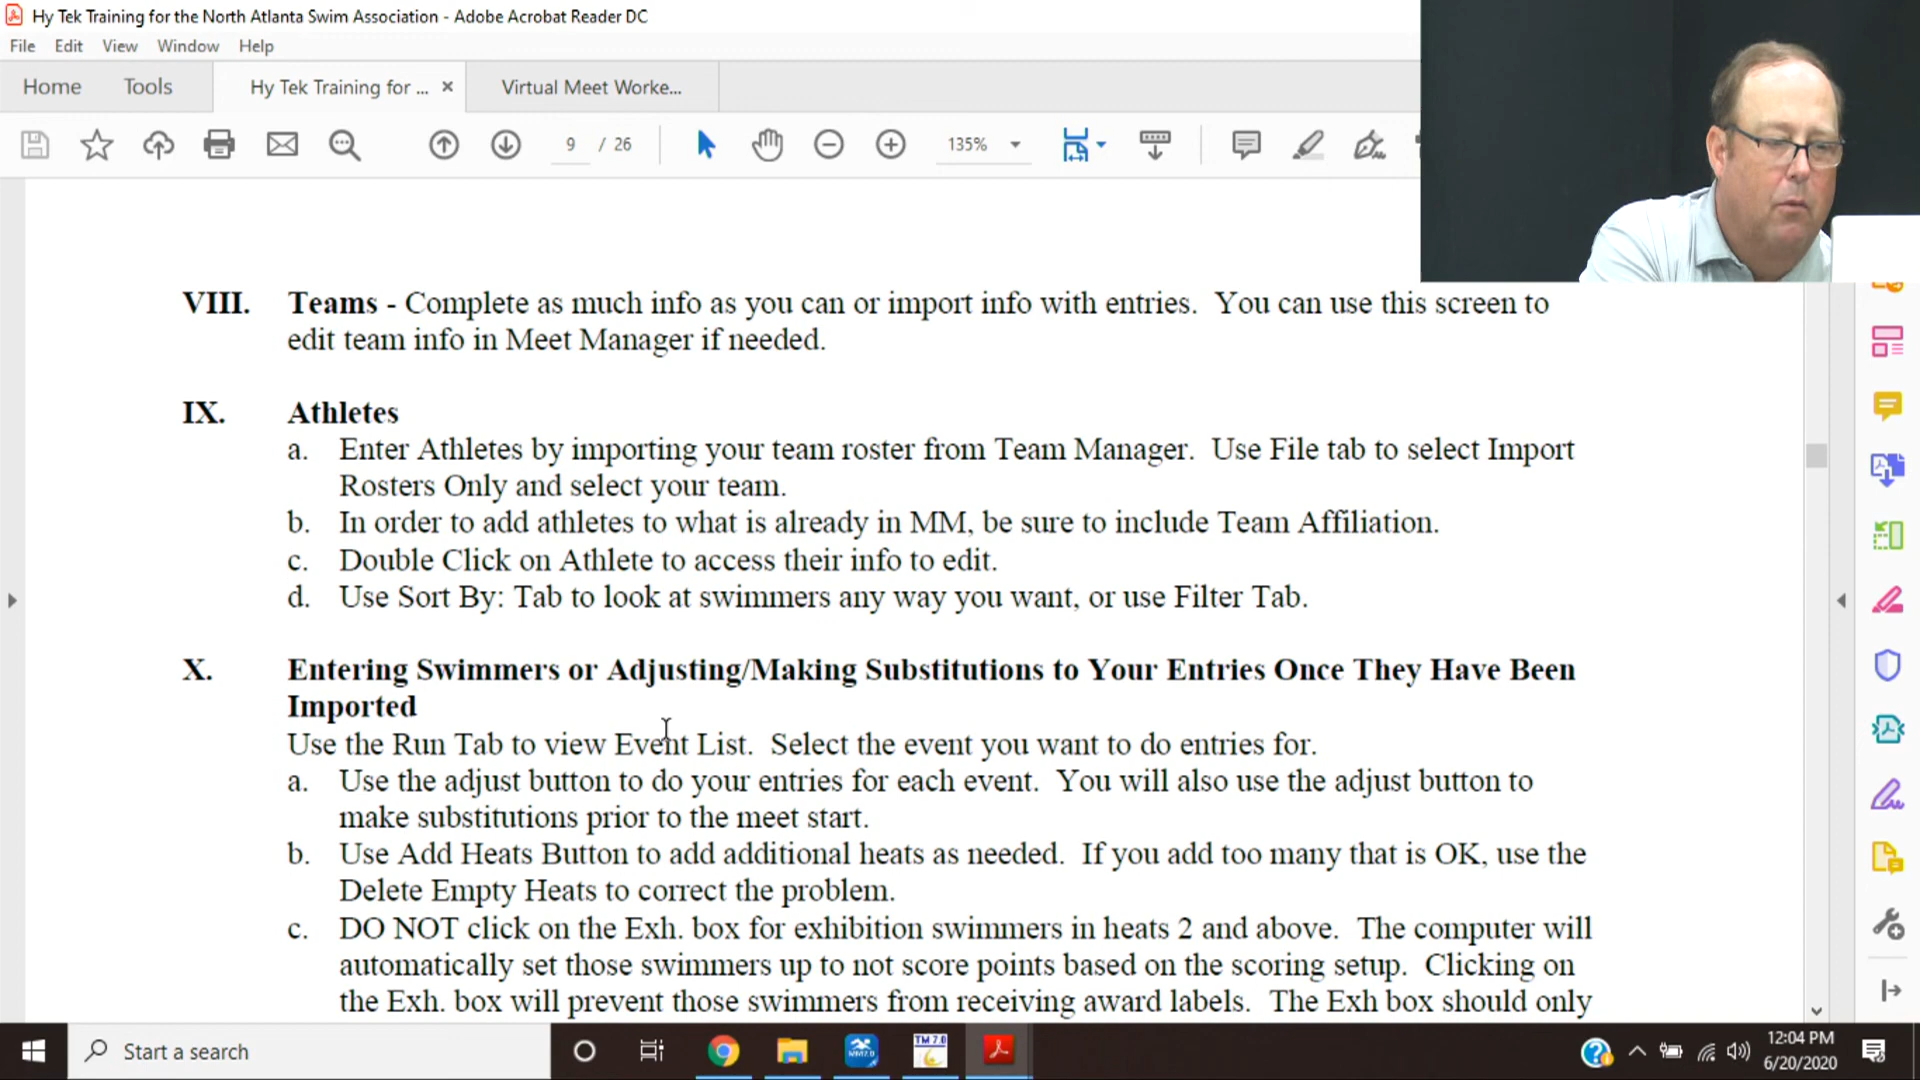 Hy Tek Training for the North Atlanta Swim Association - Adobe Acrobat Reader DC
File Edit View Window Help
Home Tools Hy Tek Training for ... × Virtual Meet Worke...
9 / 26 135%
VIII. Teams - Complete as much info as you can or import info with entries. You can use this screen to
edit team info in Meet Manager if needed.
IX. Athletes
a. Enter Athletes by importing your team roster from Team Manager. Use File tab to select Import
Rosters Only and select your team.
b. In order to add athletes to what is already in MM, be sure to include Team Affiliation.
c. Double Click on Athlete to access their info to edit.
d. Use Sort By: Tab to look at swimmers any way you want, or use Filter Tab.
X. Entering Swimmers or Adjusting/Making Substitutions to Your Entries Once They Have Been
Imported
Use the Run Tab to view Event List. Select the event you want to do entries for.
a. Use the adjust button to do your entries for each event. You will also use the adjust button to
make substitutions prior to the meet start.
b. Use Add Heats Button to add additional heats as needed. If you add too many that is OK, use the
Delete Empty Heats to correct the problem.
c. DO NOT click on the Exh. box for exhibition swimmers in heats 2 and above. The computer will
automatically set those swimmers up to not score points based on the scoring setup. Clicking on
the Exh. box will prevent those swimmers from receiving award labels. The Exh box should only
Start a search
MM7.0
TM 7.0
12:04 PM
6/20/2020